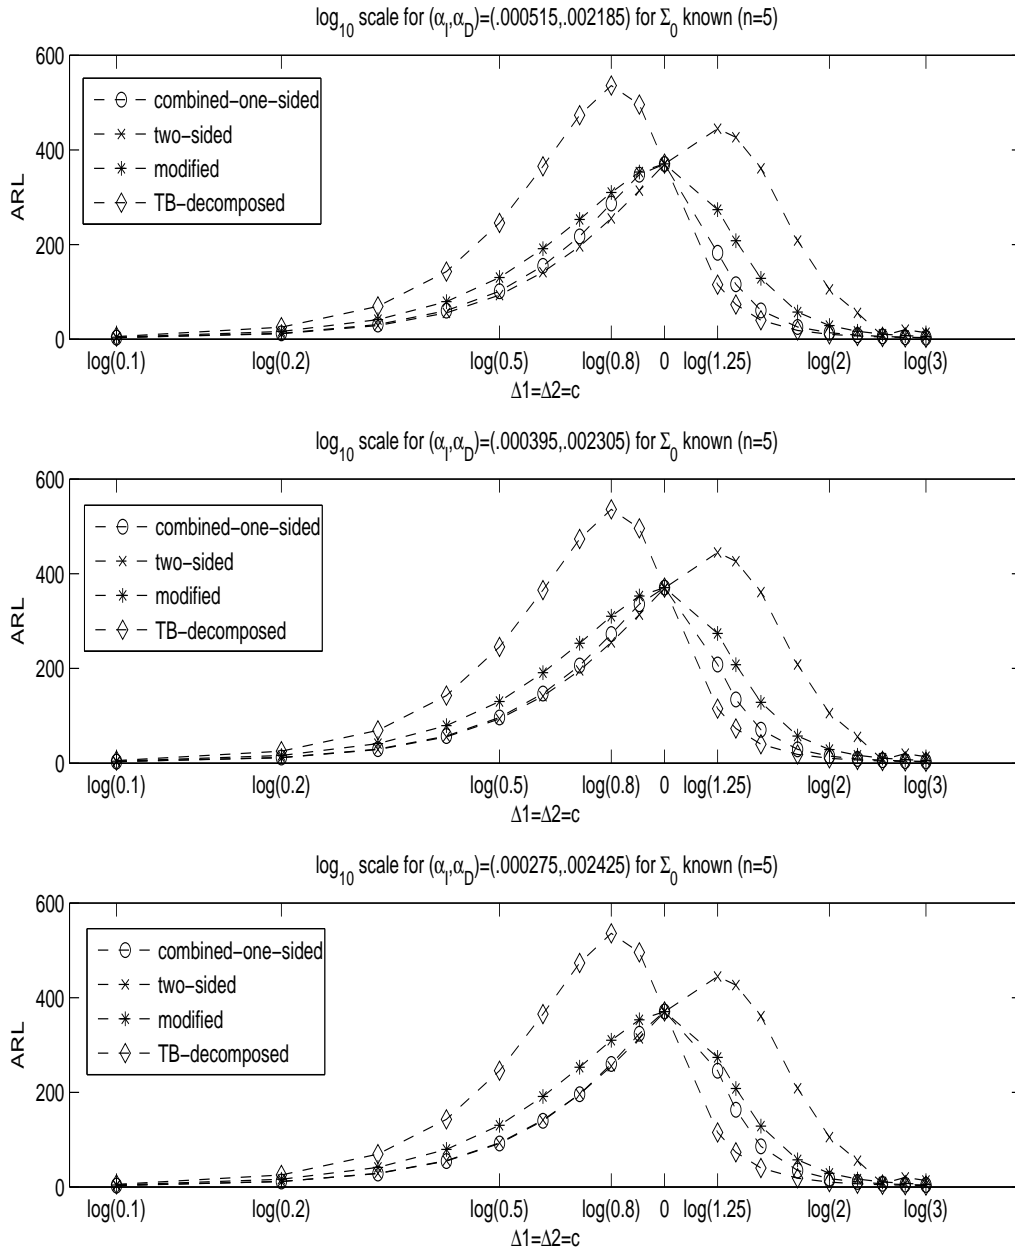 log10 scale for (αI,αD)=(.000515,.002185) for Σ0 known (n=5)
600
400
200
0
ARL
combined-one-sided
two-sided
modified
TB-decomposed
log(0.1) log(0.2) log(0.5) log(0.8) 0 log(1.25) log(2) log(3)
Δ1=Δ2=c
log10 scale for (αI,αD)=(.000395,.002305) for Σ0 known (n=5)
600
400
200
0
ARL
combined-one-sided
two-sided
modified
TB-decomposed
log(0.1) log(0.2) log(0.5) log(0.8) 0 log(1.25) log(2) log(3)
Δ1=Δ2=c
log10 scale for (αI,αD)=(.000275,.002425) for Σ0 known (n=5)
600
400
200
0
ARL
combined-one-sided
two-sided
modified
TB-decomposed
log(0.1) log(0.2) log(0.5) log(0.8) 0 log(1.25) log(2) log(3)
Δ1=Δ2=c